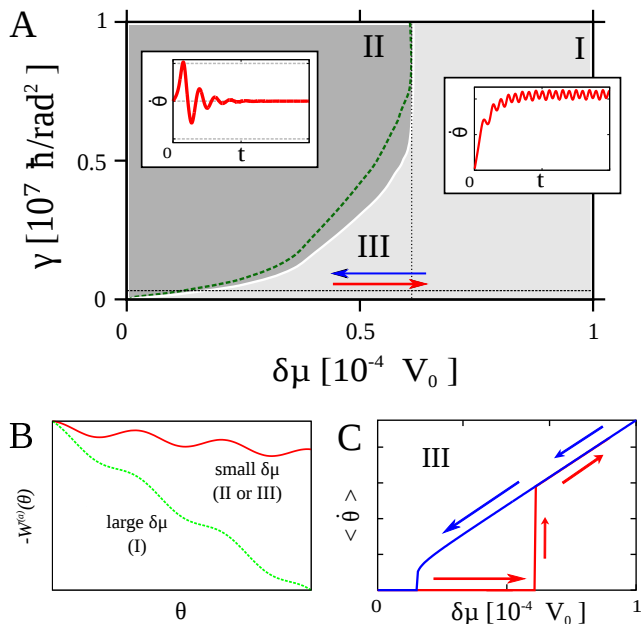 A
1
II
I
θ̇
0
t
θ̇
0
t
0.5
γ [10⁷ ħ/rad²]
III
0
0
0.5
1
δμ [10⁻⁴ V₀]
B
small δμ
(II or III)
large δμ
(I)
-W⁽⁰⁾(θ)
θ
C
III
< θ̇ >
0
1
δμ [10⁻⁴ V₀]